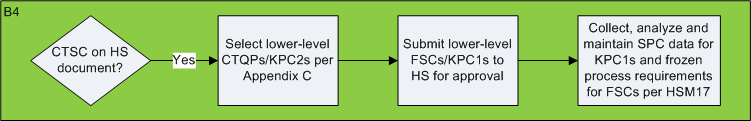 B4
CTSC on HS
document?
Yes
Select lower-level
CTQPs/KPC2s per
Appendix C
Submit lower-level
FSCs/KPC1s to
HS for approval
Collect, analyze and
maintain SPC data for
KPC1s and frozen
process requirements
for FSCs per HSM17